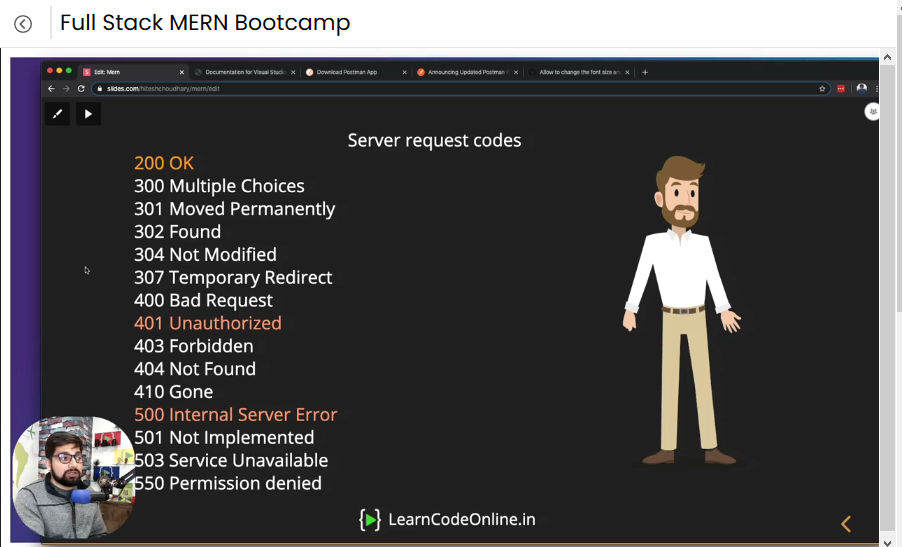 Full Stack MERN Bootcamp
Edit: Mern
Documentation for Visual Studio
Download Postman App
Announcing Updated Postman
Allow to change the font size an
slides.com/hiteshchoudhary/mern/edit
Server request codes
200 OK
300 Multiple Choices
301 Moved Permanently
302 Found
304 Not Modified
307 Temporary Redirect
400 Bad Request
401 Unauthorized
403 Forbidden
404 Not Found
410 Gone
500 Internal Server Error
501 Not Implemented
503 Service Unavailable
550 Permission denied
LearnCodeOnline.in